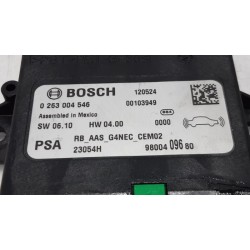 BOSCH 120524
0 263 004 546 00103949
Assembled in Mexico
SW 06.10 HW 04.00 0000
RB_AAS_G4NEC_CEM02
PSA 23054H 98004 096 80